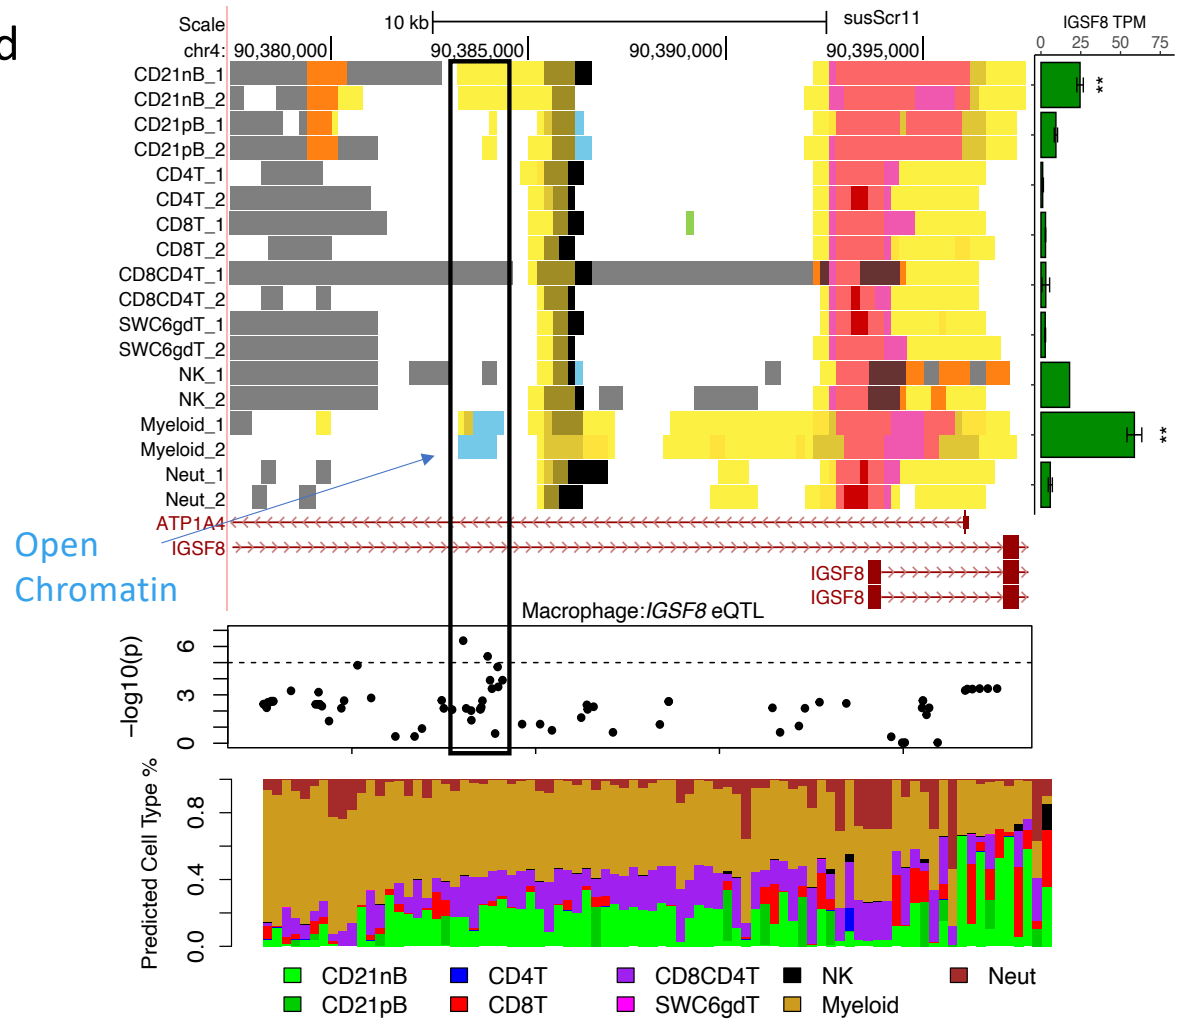 d
Scale 10 kb susScr11 IGSF8 TPM
chr4: 90,380,000 90,385,000 90,390,000 90,395,000 0 25 50 75
CD21nB_1 **
CD21nB_2
CD21pB_1
CD21pB_2
CD4T_1
CD4T_2
CD8T_1
CD8T_2
CD8CD4T_1
CD8CD4T_2
SWC6gdT_1
SWC6gdT_2
NK_1
NK_2
Myeloid_1 **
Myeloid_2
Neut_1
Neut_2
ATP1A4
Open
Chromatin
IGSF8
IGSF8
IGSF8
Macrophage:IGSF8 eQTL
−log10(p)
6
3
0
Predicted Cell Type %
0.8
0.4
0.0
CD21nB CD4T CD8CD4T NK Neut
CD21pB CD8T SWC6gdT Myeloid